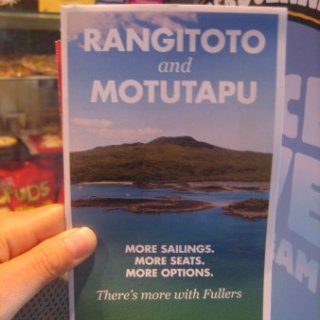 RANGITOTO
and
MOTUTAPU
MORE SAILINGS.
MORE SEATS.
MORE OPTIONS.
There's more with Fullers